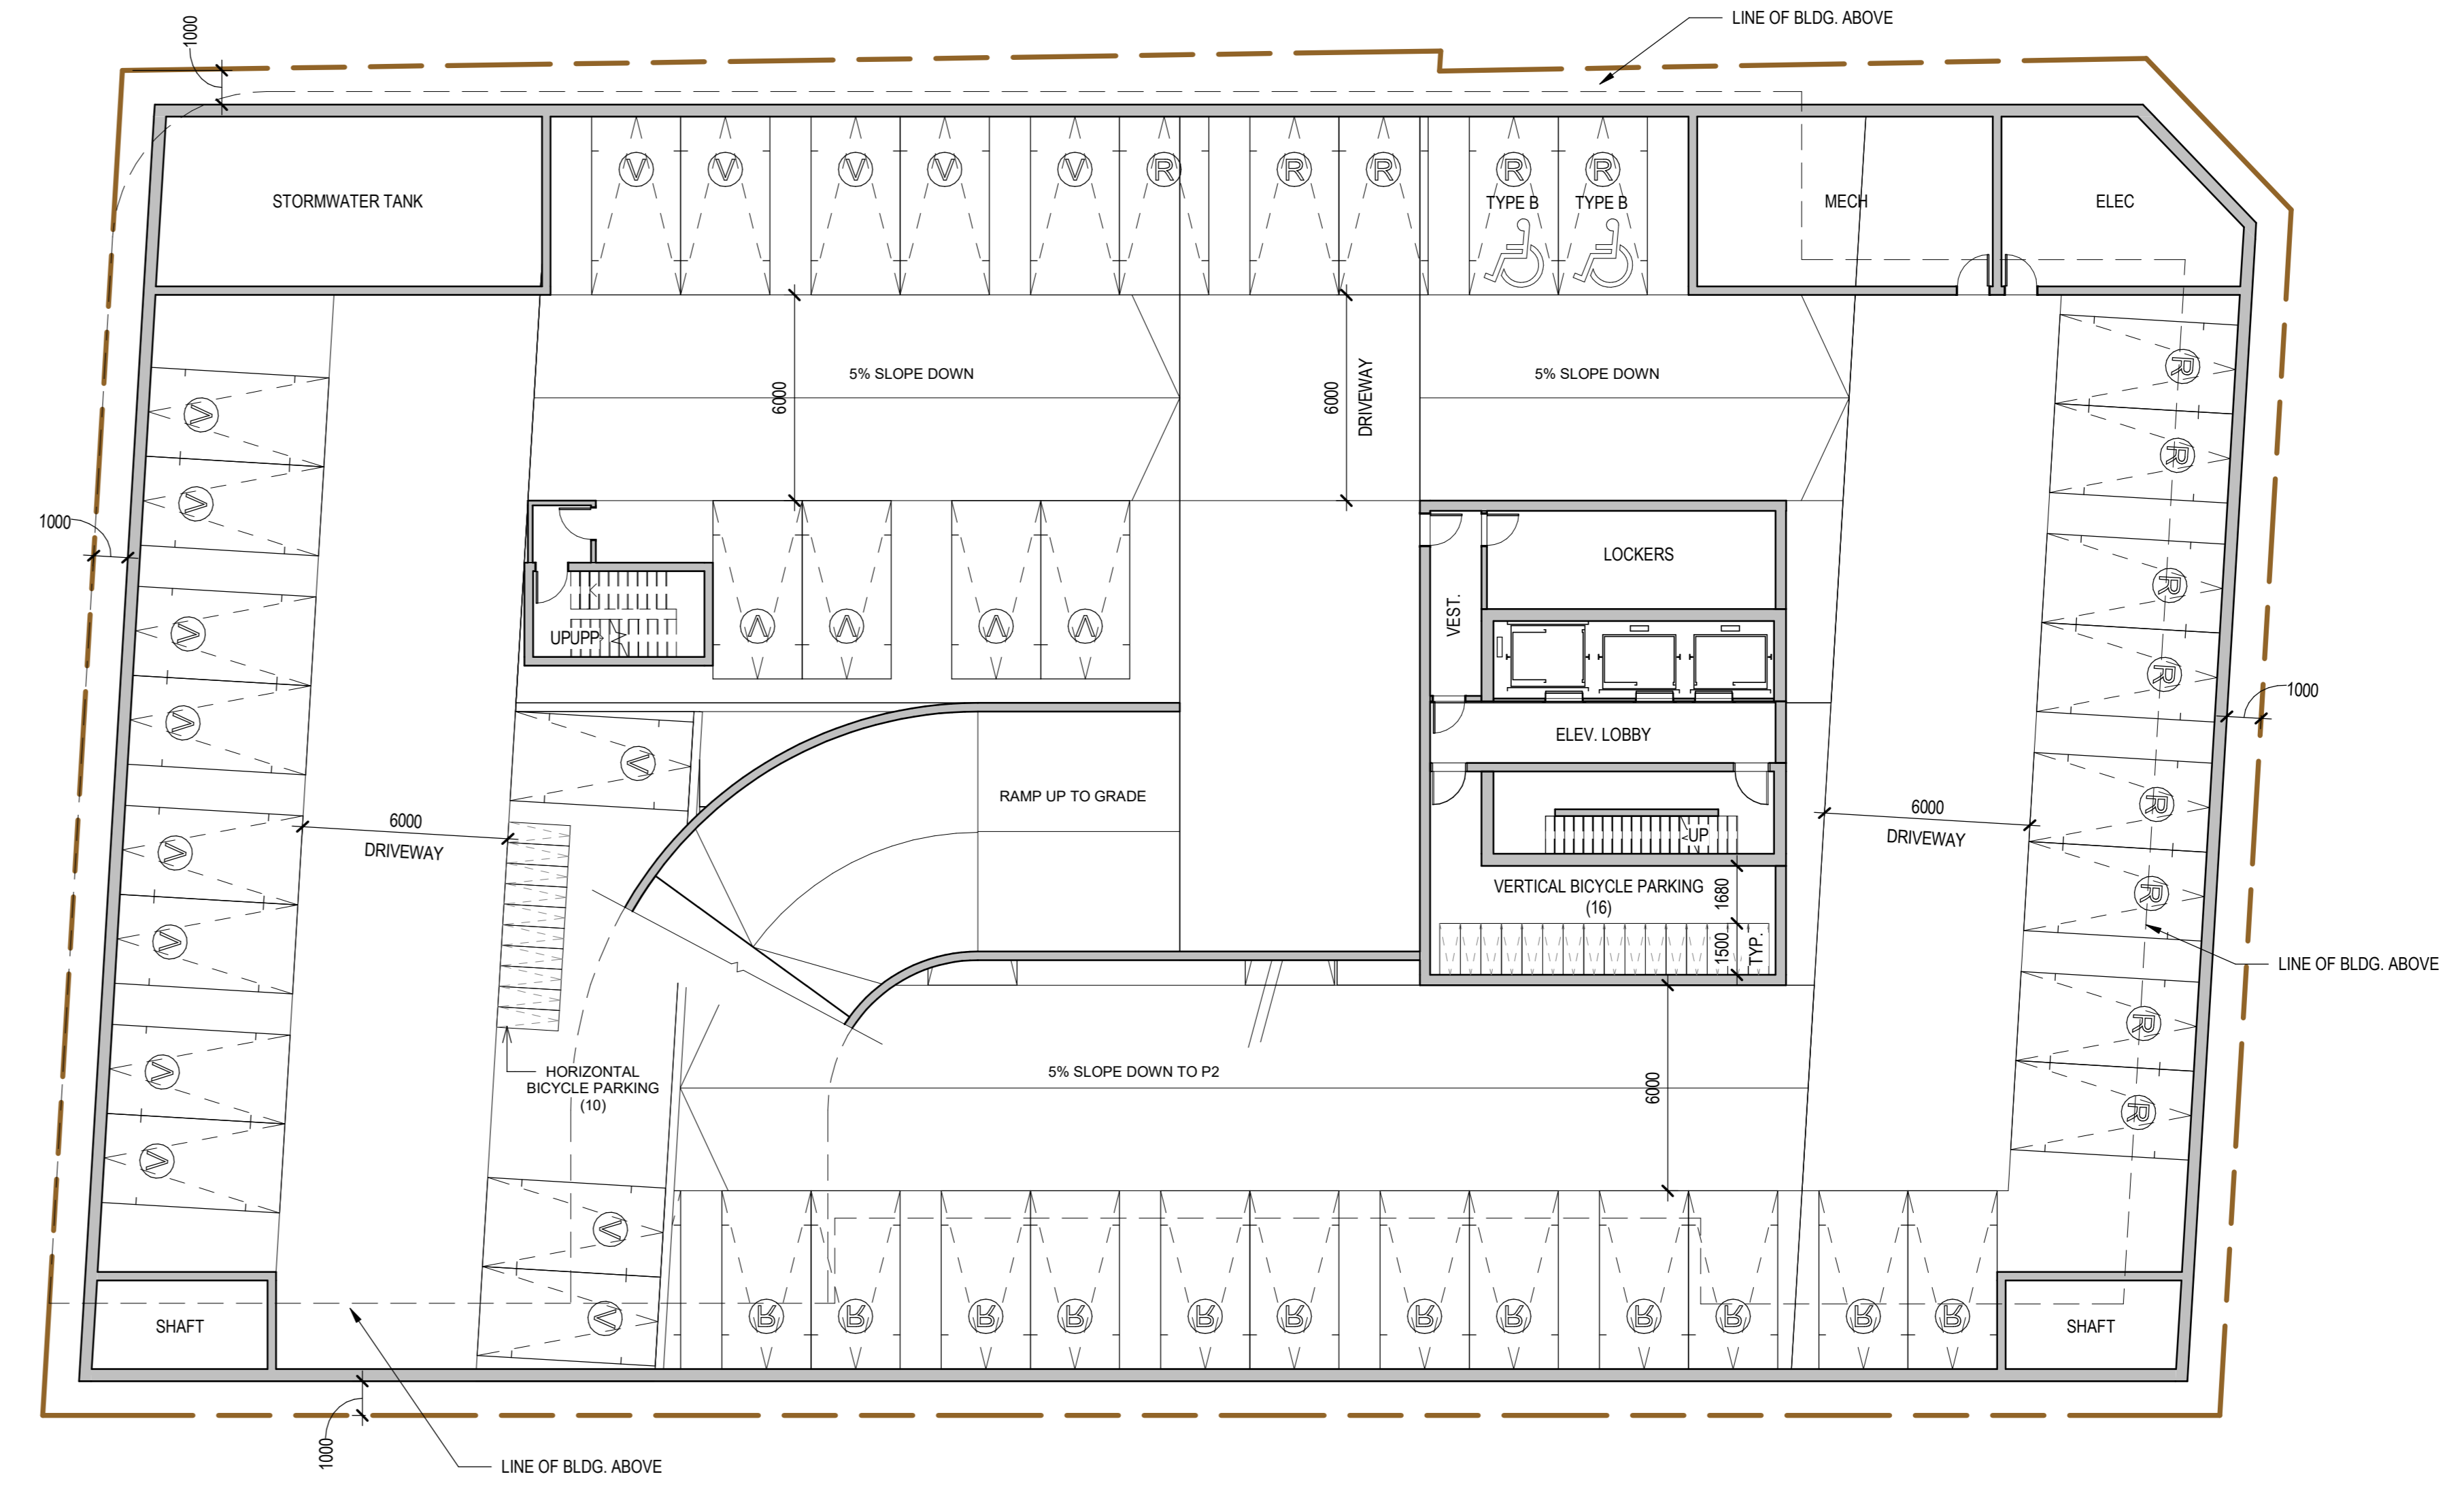 LINE OF BLDG. ABOVE
1000
V V V V V R R R R R
TYPE B TYPE B
STORMWATER TANK
MECH
ELEC
5% SLOPE DOWN
6000
6000
DRIVEWAY
5% SLOPE DOWN
V
V
V
V
V
V
V
V
R
R
R
R
R
R
R
R
1000
LOCKERS
VEST.
UPUPP
V V V V
V
1000
ELEV. LOBBY
RAMP UP TO GRADE
6000
DRIVEWAY
UP
6000
DRIVEWAY
VERTICAL BICYCLE PARKING
(16)
1680
1500
TYP.
LINE OF BLDG. ABOVE
HORIZONTAL
BICYCLE PARKING
(10)
5% SLOPE DOWN TO P2
6000
V
V
R R R R R R R R R R R R
SHAFT
SHAFT
1000
LINE OF BLDG. ABOVE